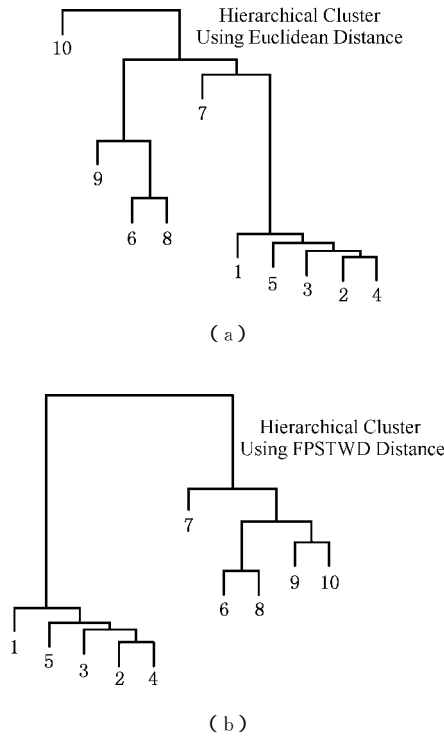 Hierarchical Cluster
Using Euclidean Distance
10
7
9
6 8
1
5
3
2 4
(a)
Hierarchical Cluster
Using FPSTWD Distance
7
9 10
6 8
1
5
3
2 4
(b)